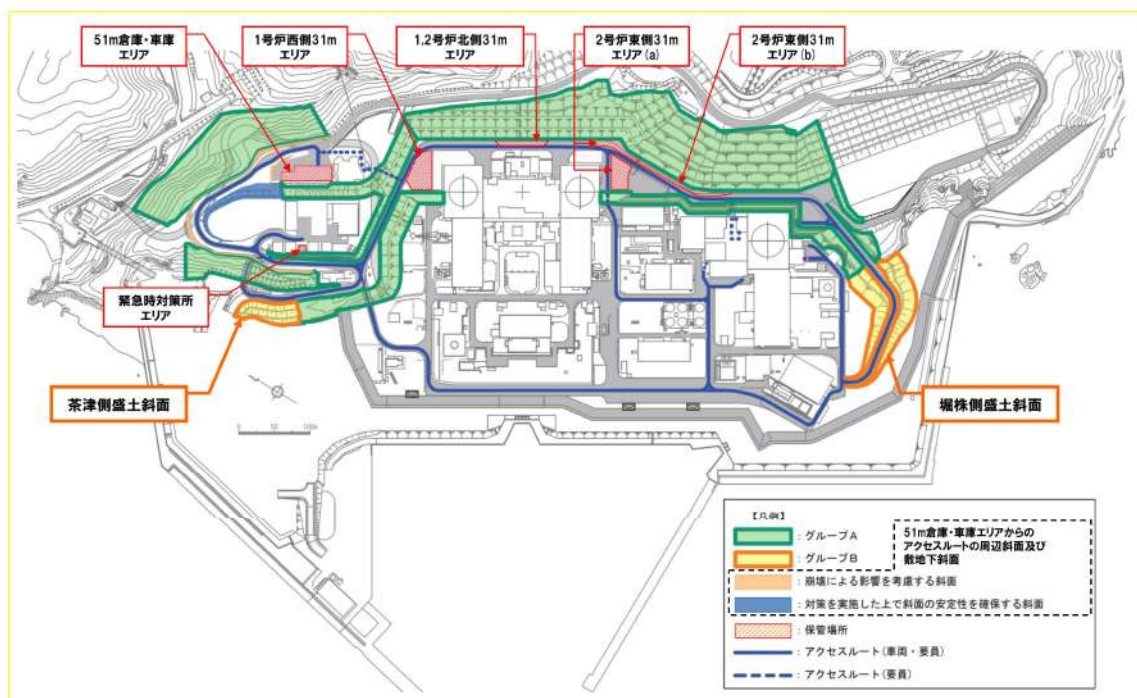 51m倉庫・車庫
エリア
1号炉西側31m
エリア
1,2号炉北側31m
エリア
2号炉東側31m
エリア(a)
2号炉東側31m
エリア(b)
緊急時対策所
エリア
茶津側盛土斜面
堀株側盛土斜面
0 50 100m
【凡例】
：グループA
：グループB
51m倉庫・車庫エリアからの
アクセスルートの周辺斜面及び
敷地下斜面
：崩壊による影響を考慮する斜面
：対策を実施した上で斜面の安定性を確保する斜面
：保管場所
：アクセスルート(車両・要員)
：アクセスルート(要員)